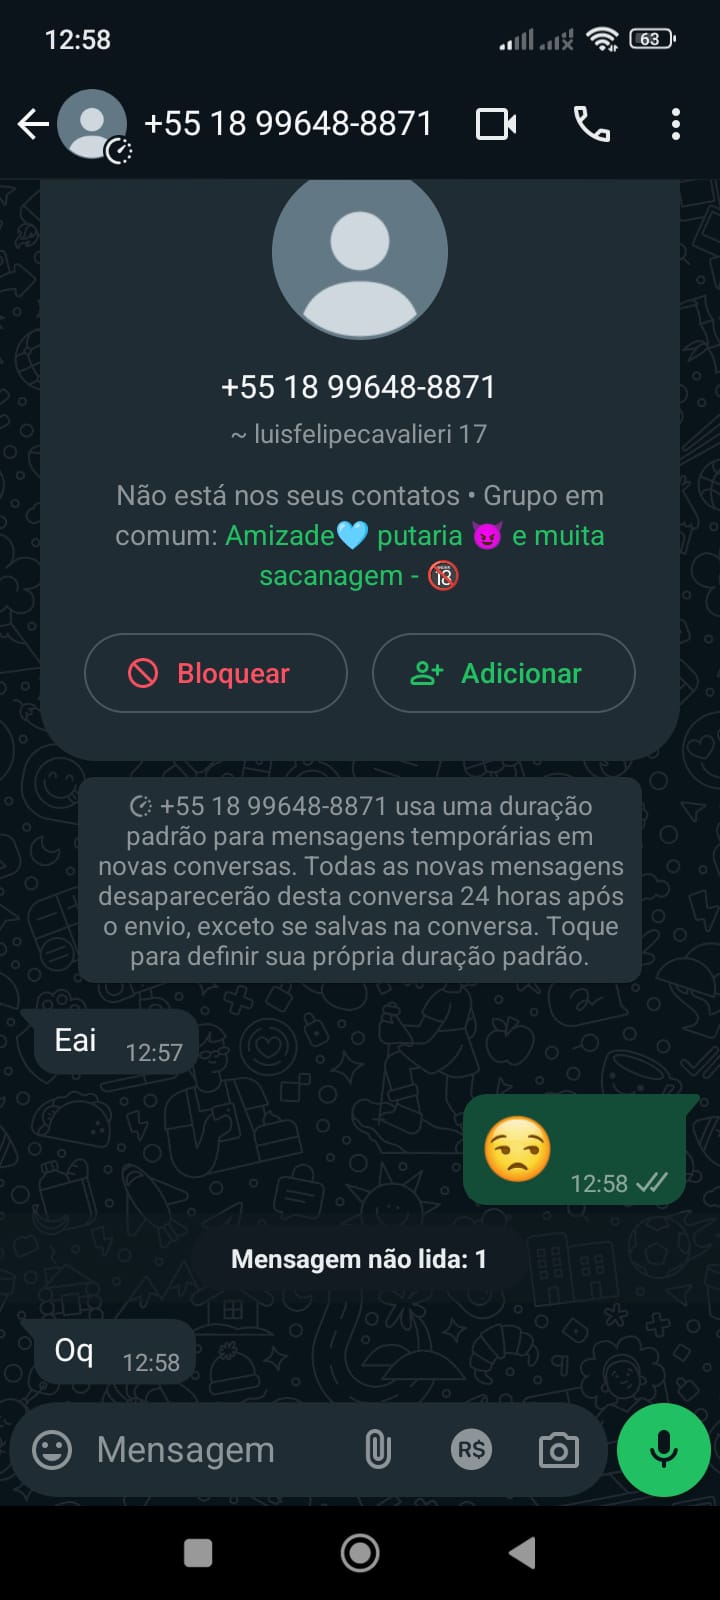 12:58
63
+55 18 99648-8871
+55 18 99648-8871
~ luisfelipecavalieri 17
Não está nos seus contatos • Grupo em
comum: Amizade🩵 putaria 😈 e muita
sacanagem - 🔞
Bloquear
Adicionar
+55 18 99648-8871 usa uma duração
padrão para mensagens temporárias em
novas conversas. Todas as novas mensagens
desaparecerão desta conversa 24 horas após
o envio, exceto se salvas na conversa. Toque
para definir sua própria duração padrão.
Eai 12:57
😒 12:58
Mensagem não lida: 1
Oq 12:58
Mensagem
R$